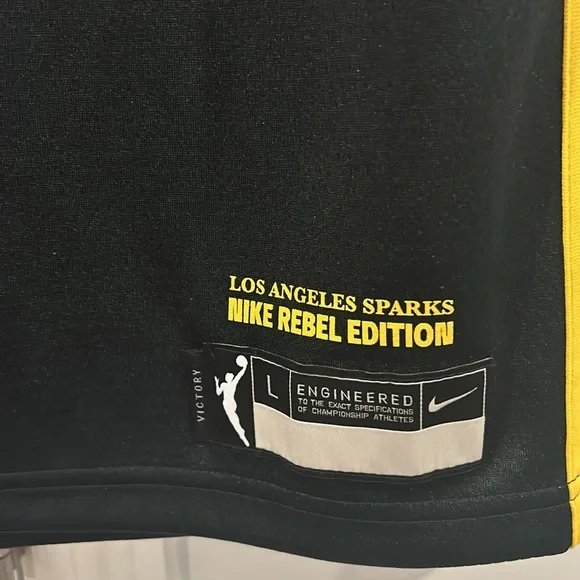 LOS ANGELES SPARKS
NIKE REBEL EDITION
VICTORY
L
ENGINEERED
TO THE EXACT SPECIFICATIONS
OF CHAMPIONSHIP ATHLETES